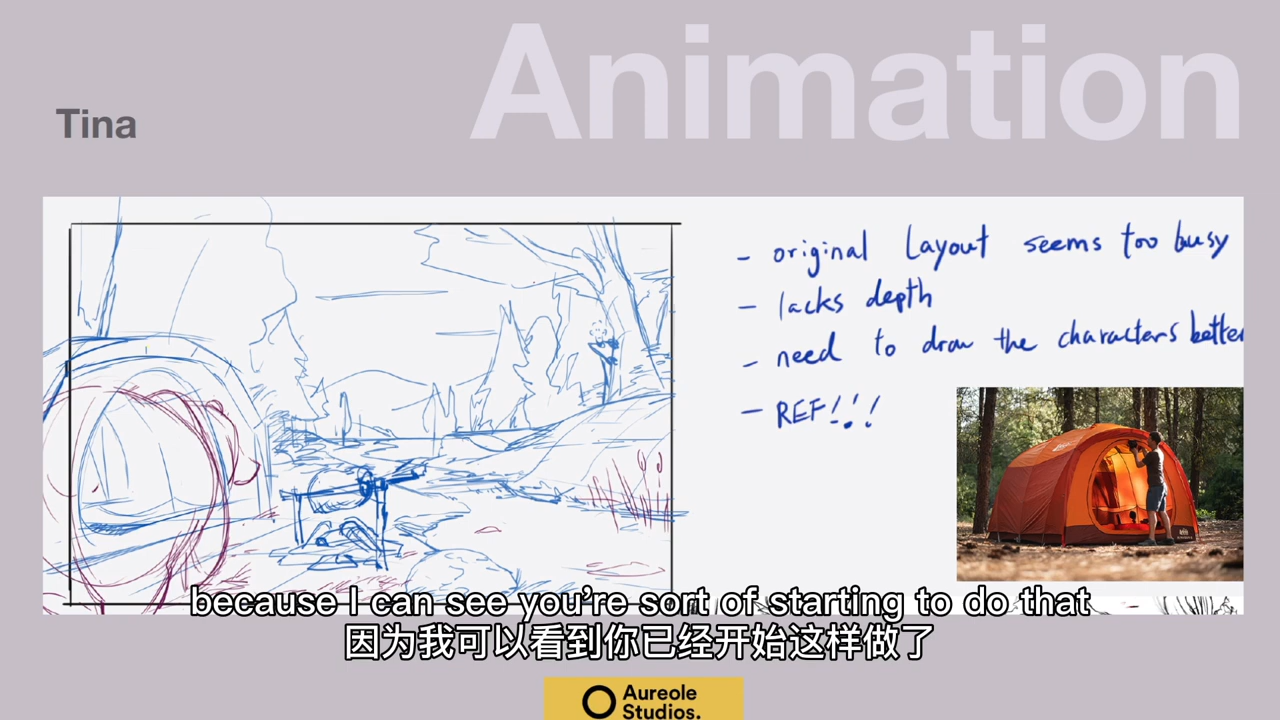 Animation
Tina
- original layout seems too busy
- lacks depth
- need to draw the characters better
- REF!!!
because I can see you're sort of starting to do that
因为我可以看到你已经开始这样做了
Aureole
Studios.